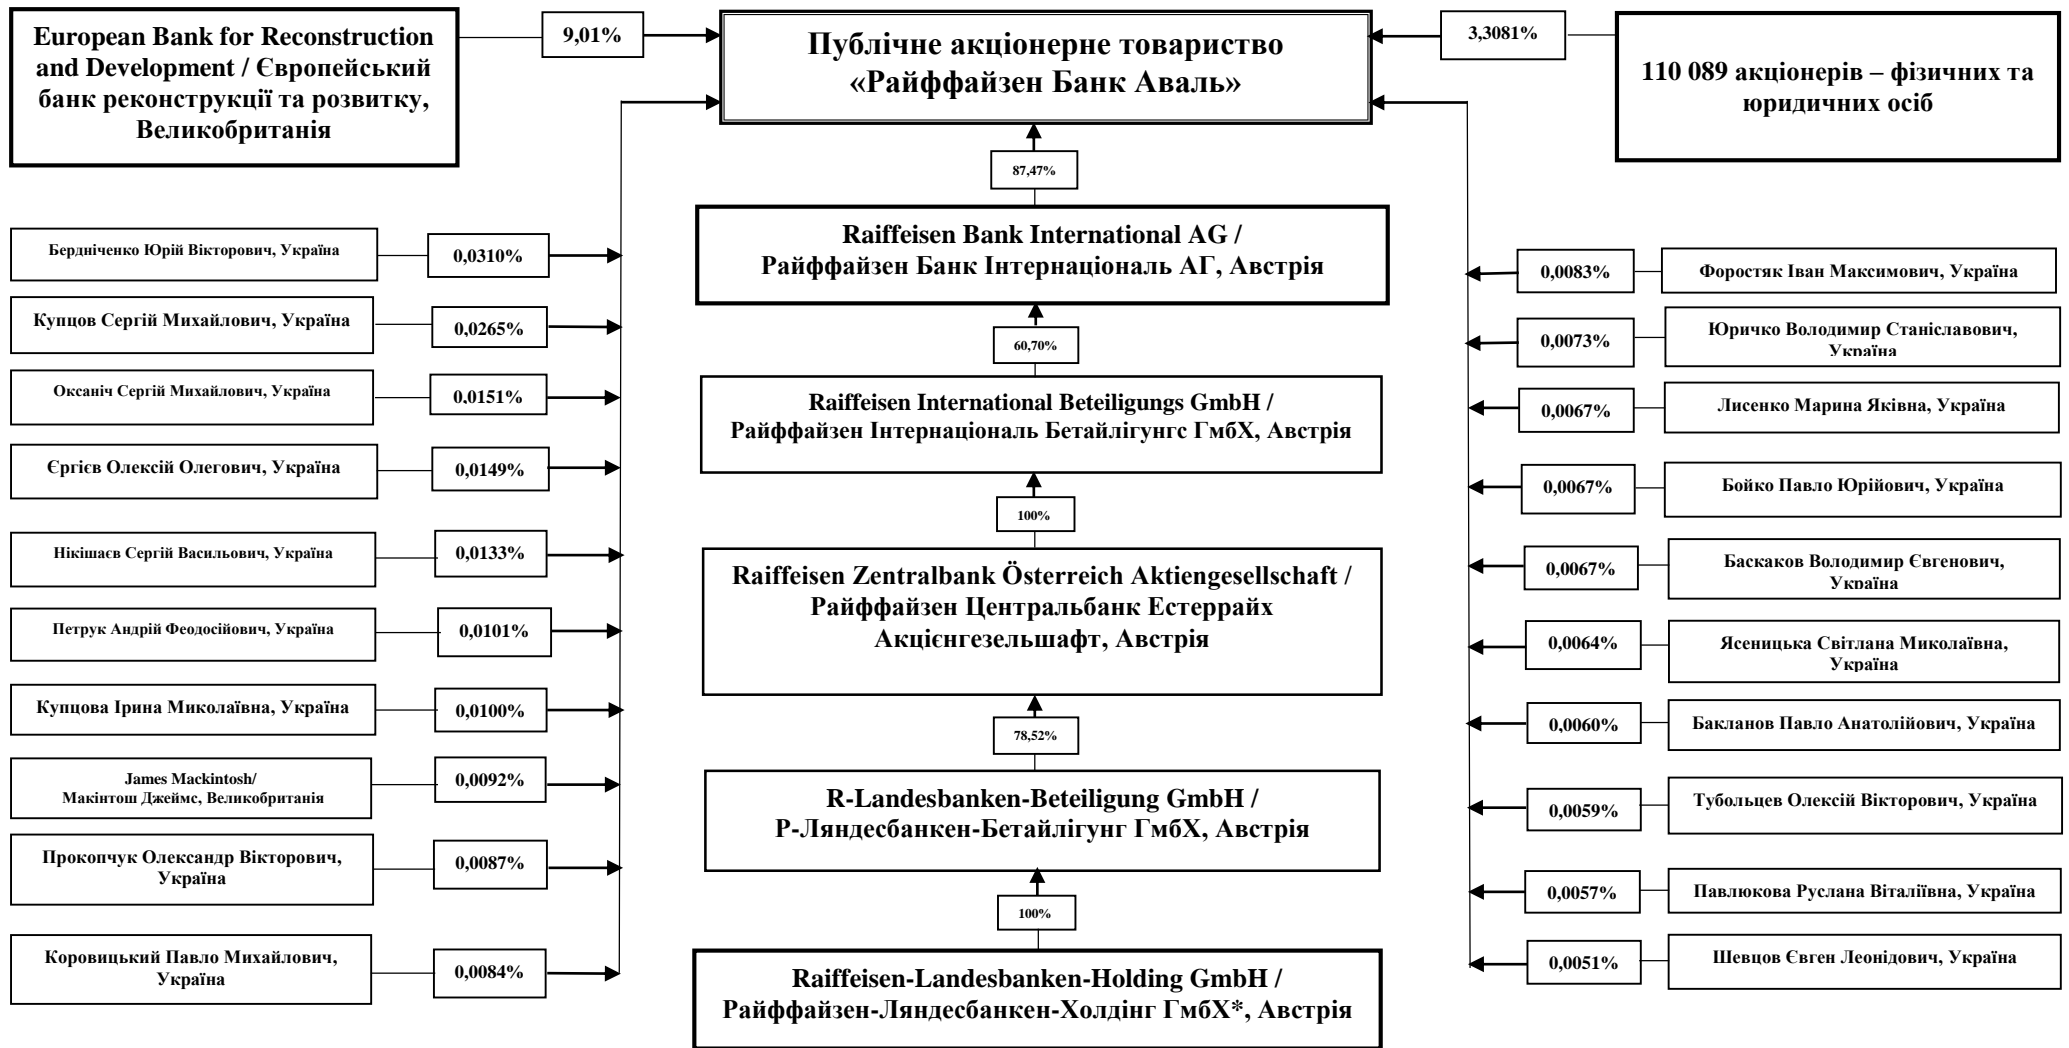 European Bank for Reconstruction
and Development / Європейський
банк реконструкції та розвитку,
Великобританія
9,01%
Публічне акціонерне товариство
«Райффайзен Банк Аваль»
3,3081%
110 089 акціонерів – фізичних та
юридичних осіб
87,47%
Raiffeisen Bank International AG /
Райффайзен Банк Інтернаціональ АГ, Австрія
60,70%
Raiffeisen International Beteiligungs GmbH /
Райффайзен Інтернаціональ Бетайлігунгс ГмбХ, Австрія
100%
Raiffeisen Zentralbank Österreich Aktiengesellschaft /
Райффайзен Центральбанк Естеррайх
Акцієнгезельшафт, Австрія
78,52%
R-Landesbanken-Beteiligung GmbH /
Р-Ляндесбанкен-Бетайлігунг ГмбХ, Австрія
100%
Raiffeisen-Landesbanken-Holding GmbH /
Райффайзен-Ляндесбанкен-Холдінг ГмбХ*, Австрія
Бердніченко Юрій Вікторович, Україна
0,0310%
Купцов Сергій Михайлович, Україна
0,0265%
Оксаніч Сергій Михайлович, Україна
0,0151%
Єргієв Олексій Олегович, Україна
0,0149%
Нікішаєв Сергій Васильович, Україна
0,0133%
Петрук Андрій Феодосійович, Україна
0,0101%
Купцова Ірина Миколаївна, Україна
0,0100%
James Mackintosh/
Макінтош Джеймс, Великобританія
0,0092%
Прокопчук Олександр Вікторович,
Україна
0,0087%
Коровицький Павло Михайлович,
Україна
0,0084%
0,0083%
Форостяк Іван Максимович, Україна
0,0073%
Юричко Володимир Станіславович,
Україна
0,0067%
Лисенко Марина Яківна, Україна
0,0067%
Бойко Павло Юрійович, Україна
0,0067%
Баскаков Володимир Євгенович,
Україна
0,0064%
Ясеницька Світлана Миколаївна,
Україна
0,0060%
Бакланов Павло Анатолійович, Україна
0,0059%
Тубольцев Олексій Вікторович, Україна
0,0057%
Павлюкова Руслана Віталіївна, Україна
0,0051%
Шевцов Євген Леонідович, Україна